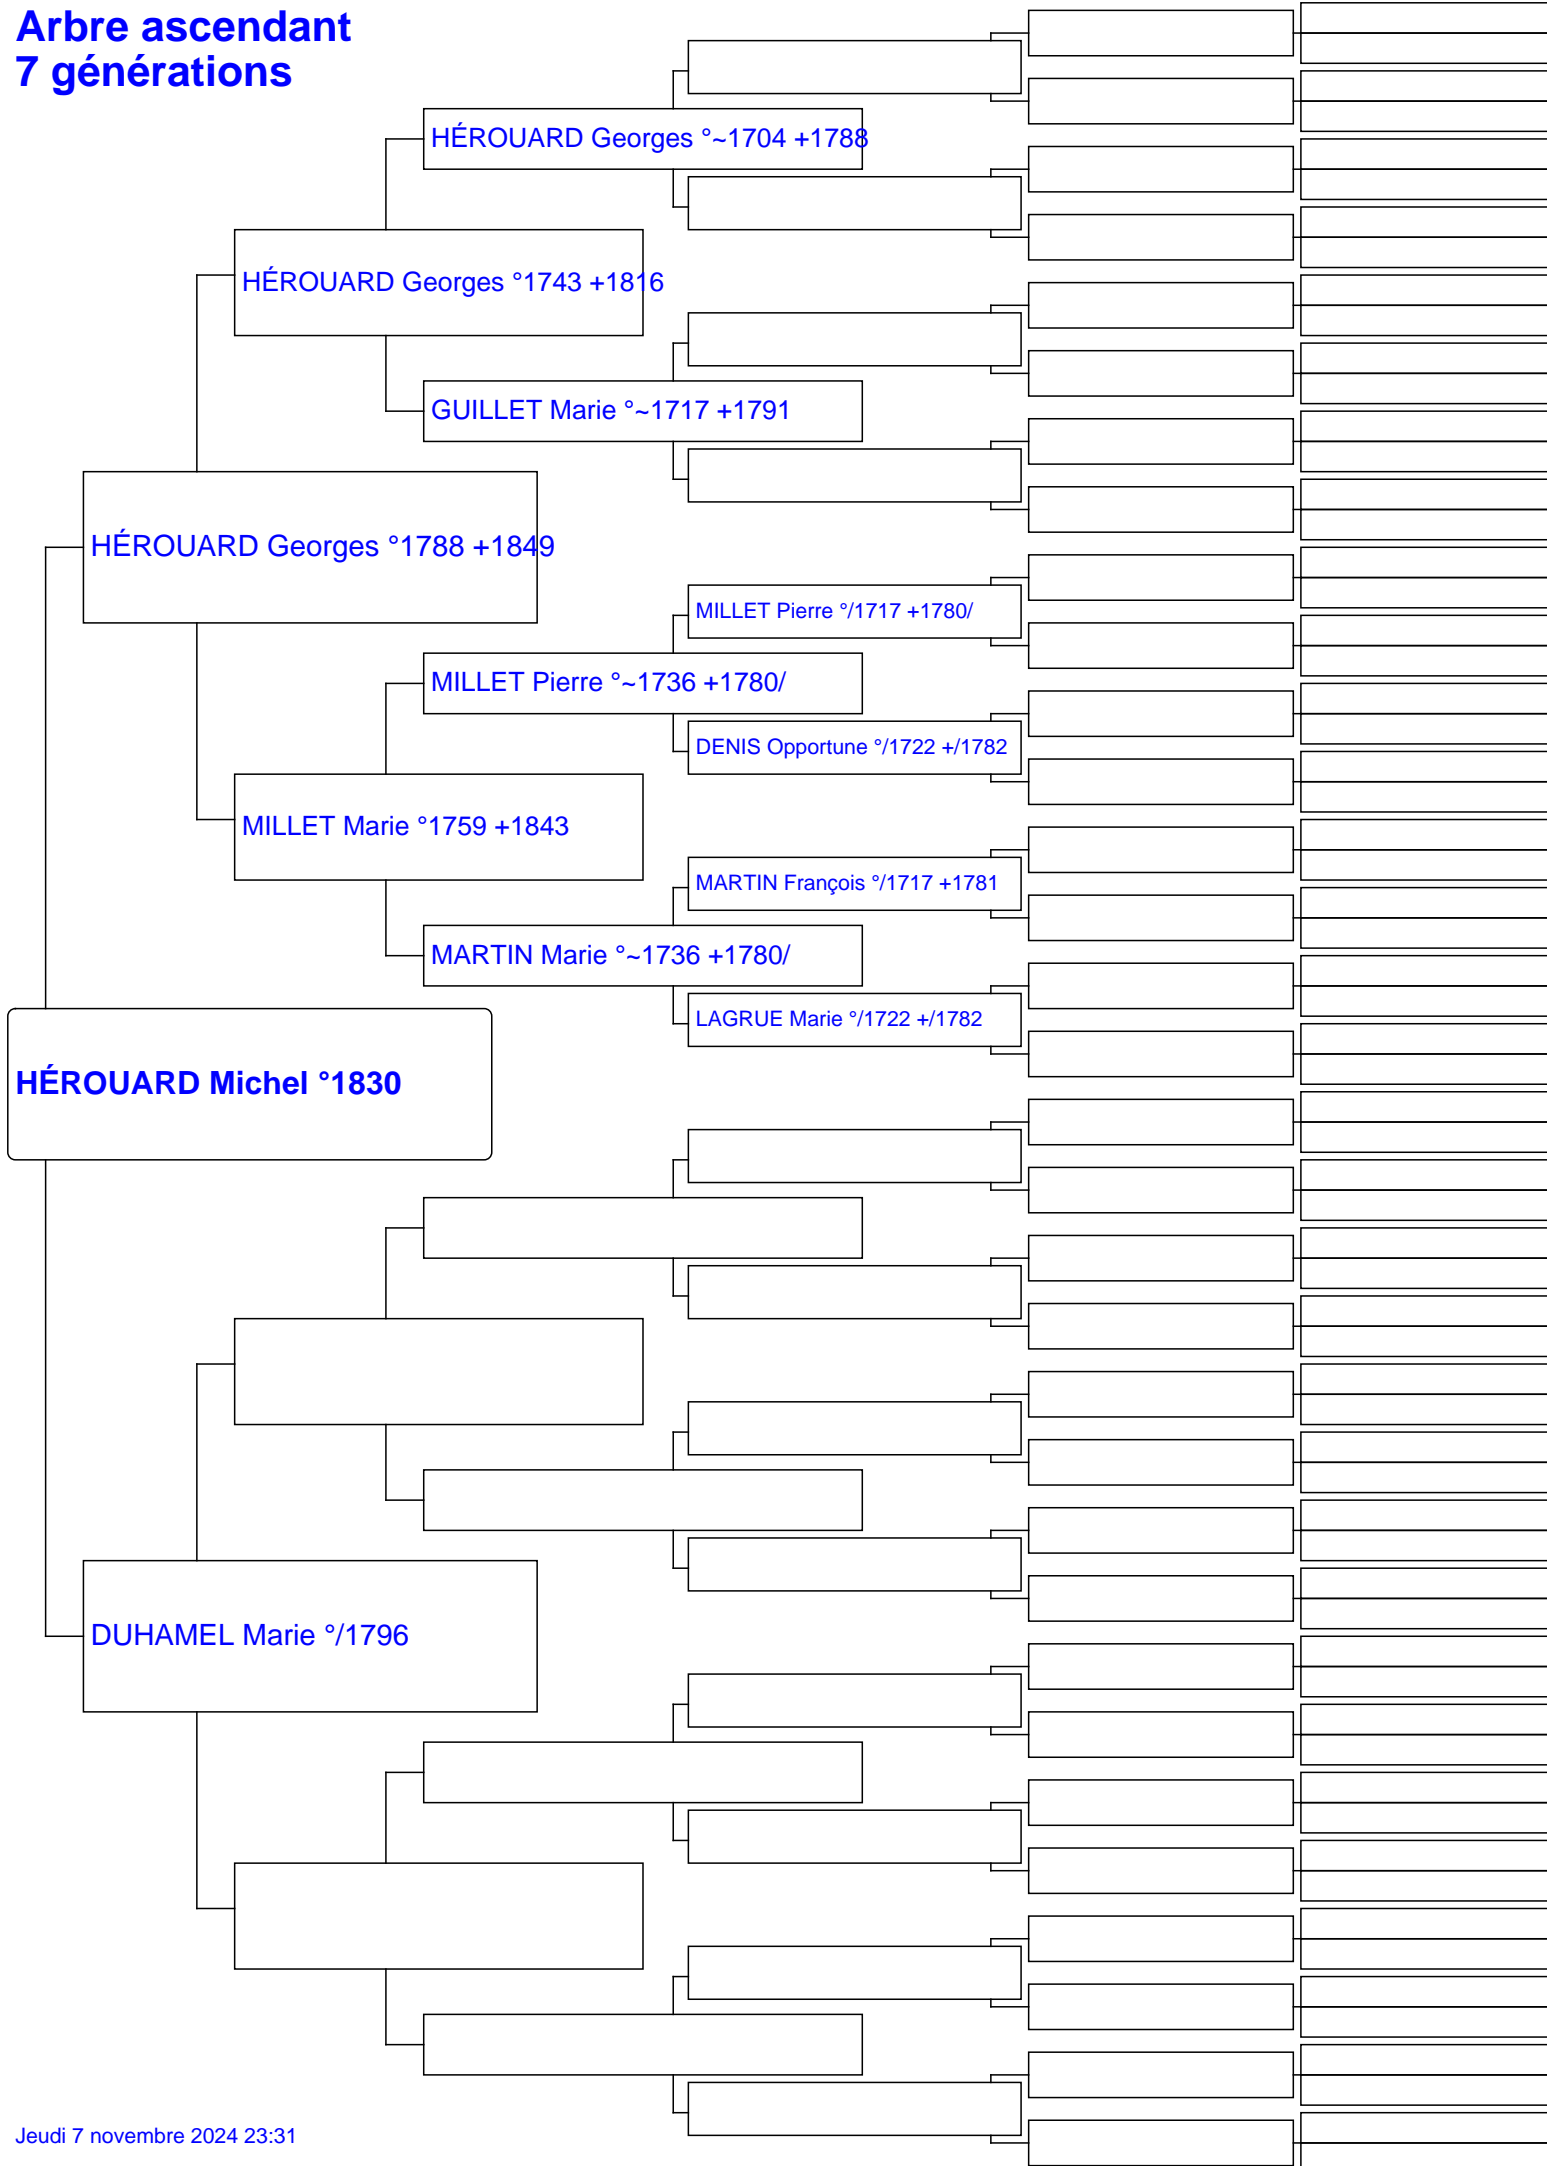 Arbre ascendant
7 générations
HÉROUARD Georges °~1704 +1788
HÉROUARD Georges °1743 +1816
GUILLET Marie °~1717 +1791
HÉROUARD Georges °1788 +1849
MILLET Pierre °/1717 +1780/
MILLET Pierre °~1736 +1780/
DENIS Opportune °/1722 +/1782
MILLET Marie °1759 +1843
MARTIN François °/1717 +1781
MARTIN Marie °~1736 +1780/
LAGRUE Marie °/1722 +/1782
HÉROUARD Michel °1830
DUHAMEL Marie °/1796
Jeudi 7 novembre 2024 23:31